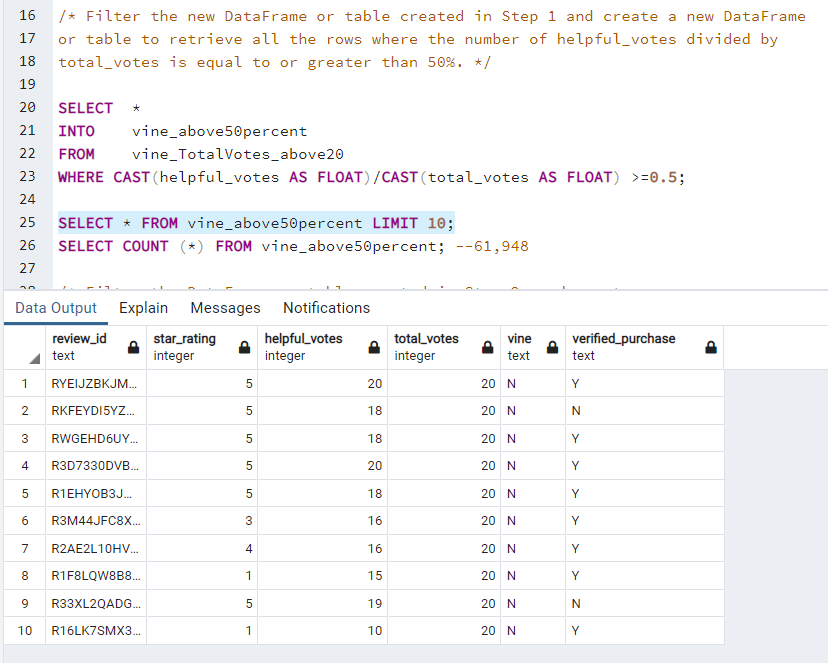 16 /* Filter the new DataFrame or table created in Step 1 and create a new DataFrame
17 or table to retrieve all the rows where the number of helpful_votes divided by
18 total_votes is equal to or greater than 50%. */
19
20 SELECT *
21 INTO vine_above50percent
22 FROM vine_TotalVotes_above20
23 WHERE CAST(helpful_votes AS FLOAT)/CAST(total_votes AS FLOAT) >=0.5;
24
25 SELECT * FROM vine_above50percent LIMIT 10;
26 SELECT COUNT (*) FROM vine_above50percent; --61,948
27
Data Output Explain Messages Notifications
review_id star_rating helpful_votes total_votes vine verified_purchase
text integer integer integer text text
1 RYEIJZBKJM... 5 20 20 N Y
2 RKFEYDI5YZ... 5 18 20 N N
3 RWGEHD6UY... 5 18 20 N Y
4 R3D7330DVB... 5 20 20 N Y
5 R1EHYOB3J... 5 18 20 N Y
6 R3M44JFC8X... 3 16 20 N Y
7 R2AE2L10HV... 4 16 20 N Y
8 R1F8LQW8B8... 1 15 20 N Y
9 R33XL2QADG... 5 19 20 N N
10 R16LK7SMX3... 1 10 20 N Y